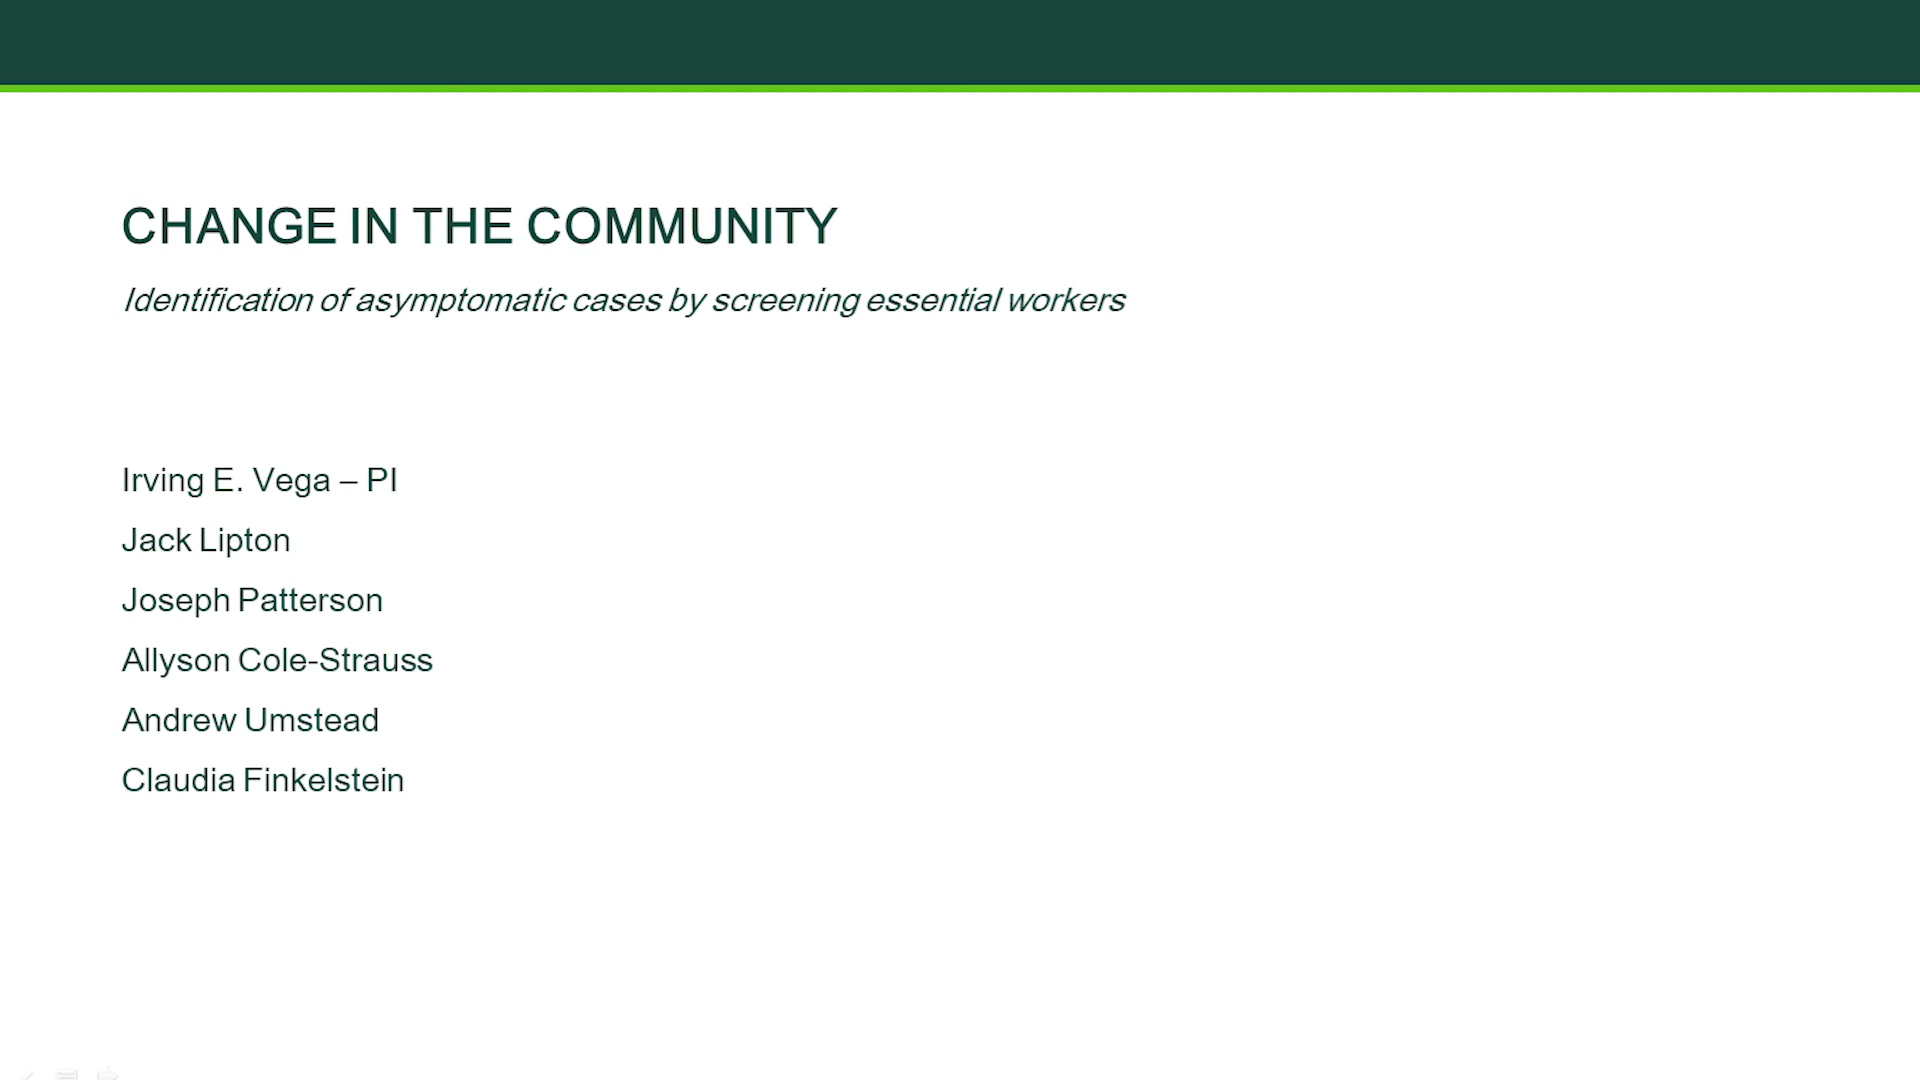 CHANGE IN THE COMMUNITY
Identification of asymptomatic cases by screening essential workers
Irving E. Vega – PI
Jack Lipton
Joseph Patterson
Allyson Cole-Strauss
Andrew Umstead
Claudia Finkelstein